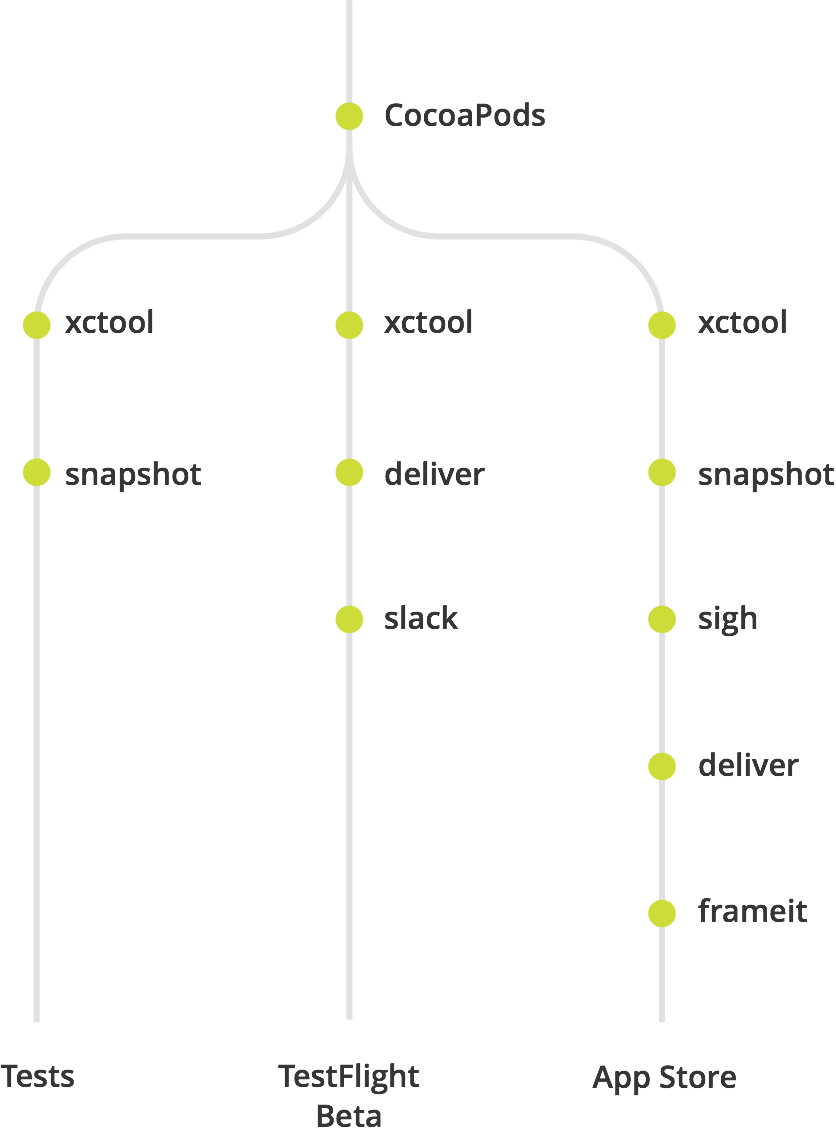 CocoaPods
xctool
xctool
xctool
snapshot
deliver
snapshot
slack
sigh
deliver
frameit
Tests
TestFlight
Beta
App Store